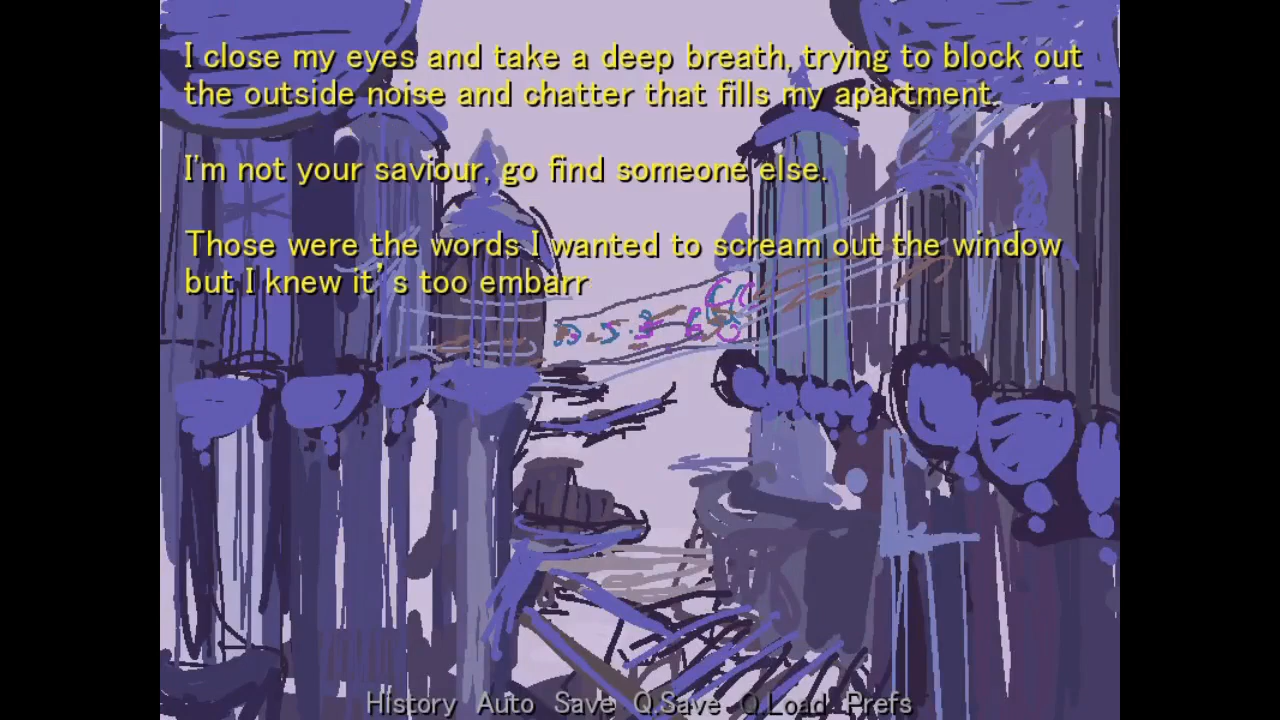 I close my eyes and take a deep breath, trying to block out
the outside noise and chatter that fills my apartment.
I'm not your saviour, go find someone else.
Those were the words I wanted to scream out the window
but I knew it’s too embarr
History Auto Save Q.Save Q.Load Prefs